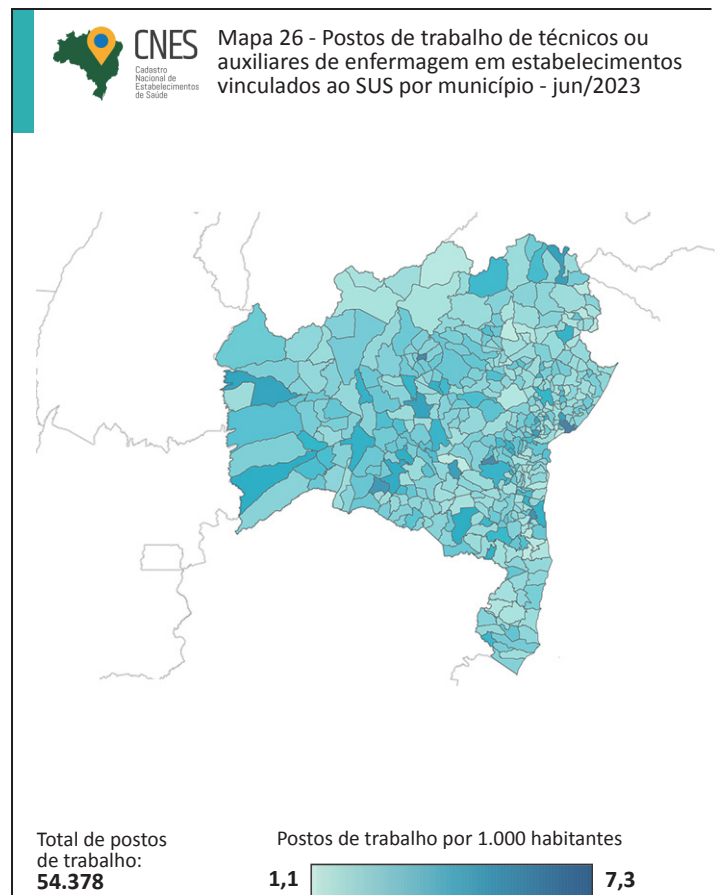 CNES
Cadastro
Nacional de
Estabelecimentos
de Saúde
Mapa 26 - Postos de trabalho de técnicos ou
auxiliares de enfermagem em estabelecimentos
vinculados ao SUS por município - jun/2023
Total de postos
de trabalho:
54.378
Postos de trabalho por 1.000 habitantes
1,1
7,3